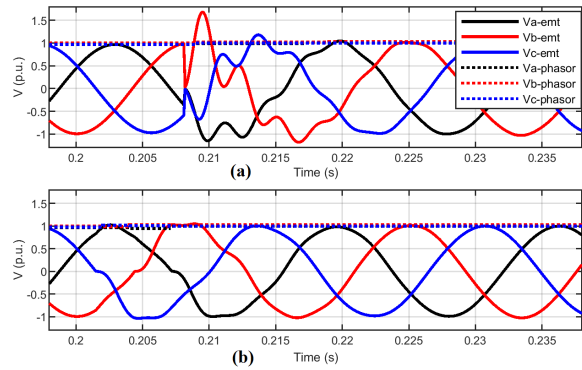 V (p.u.)
1.5
1
0.5
0
-0.5
-1
Va-emt
Vb-emt
Vc-emt
Va-phasor
Vb-phasor
Vc-phasor
0.2 0.205 0.21 0.215 0.22 0.225 0.23 0.235
(a)
Time (s)
V (p.u.)
1.5
1
0.5
0
-0.5
-1
0.2 0.205 0.21 0.215 0.22 0.225 0.23 0.235
(b)
Time (s)